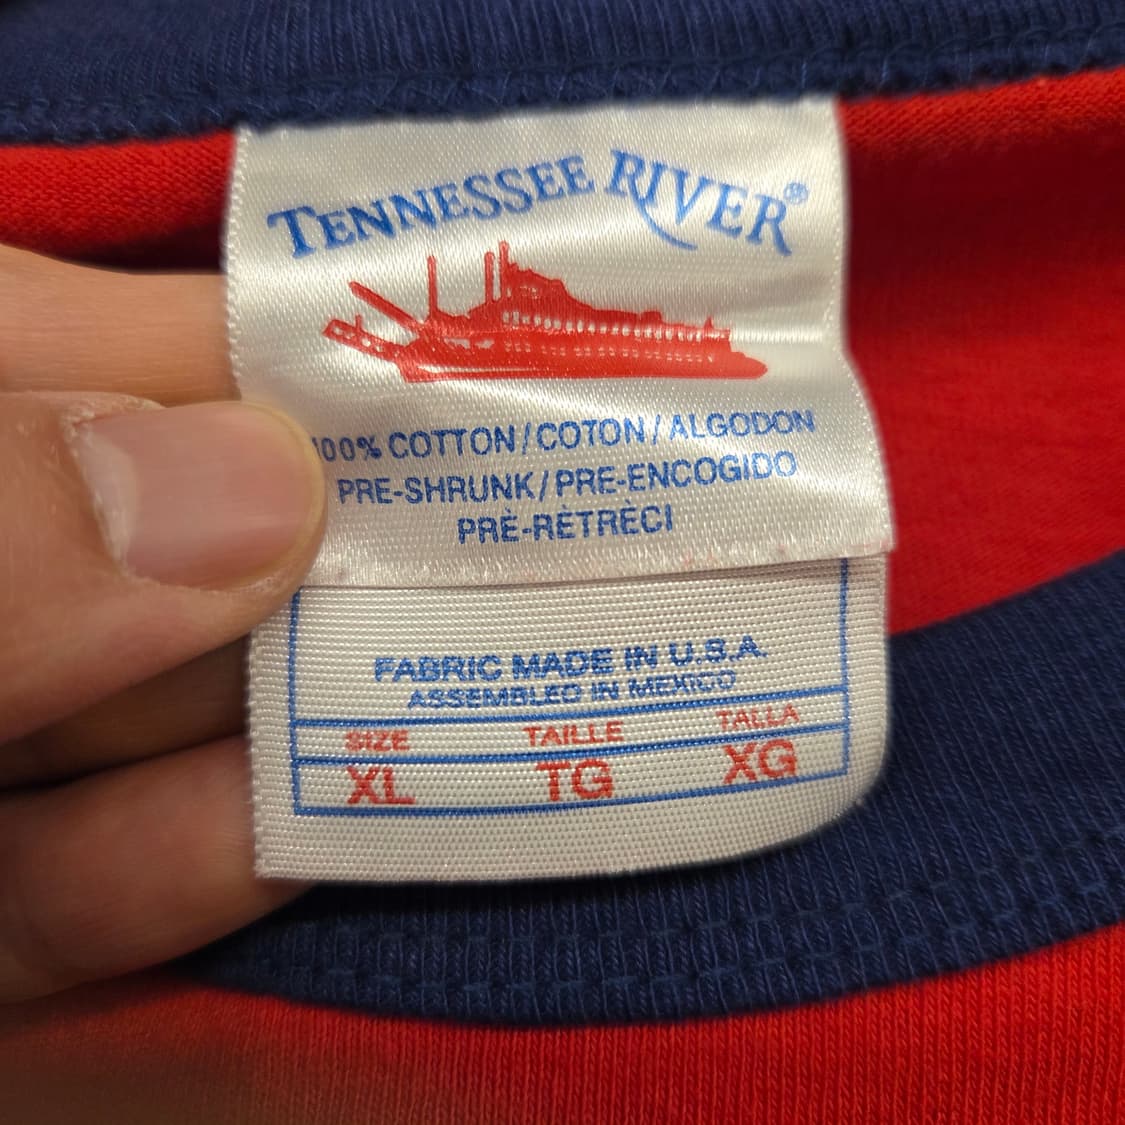 TENNESSEE RIVER®
100% COTTON/COTON/ALGODON
PRE-SHRUNK/PRE-ENCOGIDO
PRÈ-RÈTRÈCI
FABRIC MADE IN U.S.A.
ASSEMBLED IN MEXICO
SIZE TAILLE TALLA
XL TG XG